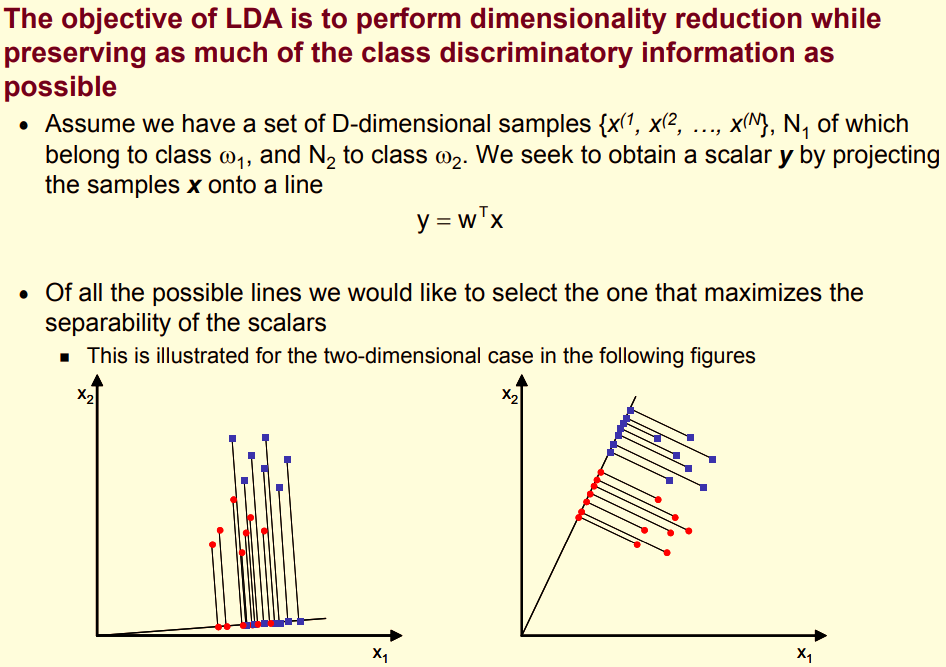 The objective of LDA is to perform dimensionality reduction while
preserving as much of the class discriminatory information as
possible
• Assume we have a set of D-dimensional samples {x(1, x(2, …, x(N}, N1 of which
belong to class ω1, and N2 to class ω2. We seek to obtain a scalar y by projecting
the samples x onto a line
y = wTx
• Of all the possible lines we would like to select the one that maximizes the
separability of the scalars
▪ This is illustrated for the two-dimensional case in the following figures
x2
x1
x2
x1